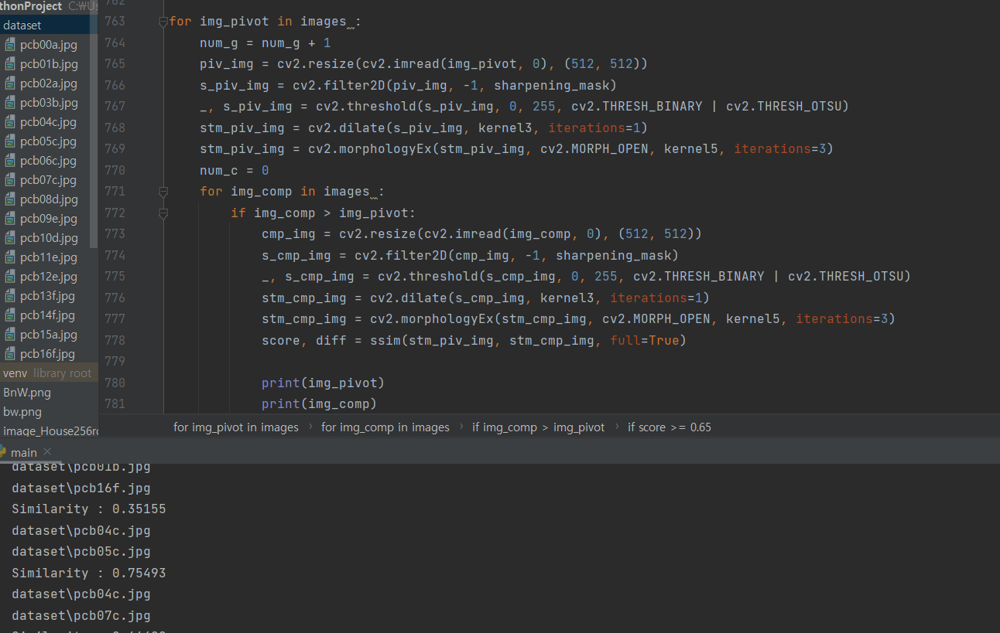 thonProject C:₩Us
dataset
pcb00a.jpg
pcb01b.jpg
pcb02a.jpg
pcb03b.jpg
pcb04c.jpg
pcb05c.jpg
pcb06c.jpg
pcb07c.jpg
pcb08d.jpg
pcb09e.jpg
pcb10d.jpg
pcb11e.jpg
pcb12e.jpg
pcb13f.jpg
pcb14f.jpg
pcb15a.jpg
pcb16f.jpg
venv library root
BnW.png
bw.png
image_House256r
762
763 for img_pivot in images :
764 num_g = num_g + 1
765 piv_img = cv2.resize(cv2.imread(img_pivot, 0), (512, 512))
766 s_piv_img = cv2.filter2D(piv_img, -1, sharpening_mask)
767 _, s_piv_img = cv2.threshold(s_piv_img, 0, 255, cv2.THRESH_BINARY | cv2.THRESH_OTSU)
768 stm_piv_img = cv2.dilate(s_piv_img, kernel3, iterations=1)
769 stm_piv_img = cv2.morphologyEx(stm_piv_img, cv2.MORPH_OPEN, kernel5, iterations=3)
770 num_c = 0
771 for img_comp in images :
772 if img_comp > img_pivot:
773 cmp_img = cv2.resize(cv2.imread(img_comp, 0), (512, 512))
774 s_cmp_img = cv2.filter2D(cmp_img, -1, sharpening_mask)
775 _, s_cmp_img = cv2.threshold(s_cmp_img, 0, 255, cv2.THRESH_BINARY | cv2.THRESH_OTSU)
776 stm_cmp_img = cv2.dilate(s_cmp_img, kernel3, iterations=1)
777 stm_cmp_img = cv2.morphologyEx(stm_cmp_img, cv2.MORPH_OPEN, kernel5, iterations=3)
778 score, diff = ssim(stm_piv_img, stm_cmp_img, full=True)
779
780 print(img_pivot)
781 print(img_comp)
for img_pivot in images › for img_comp in images › if img_comp > img_pivot › if score >= 0.65
main
dataset\pcb01b.jpg
dataset\pcb16f.jpg
Similarity : 0.35155
dataset\pcb04c.jpg
dataset\pcb05c.jpg
Similarity : 0.75493
dataset\pcb04c.jpg
dataset\pcb07c.jpg